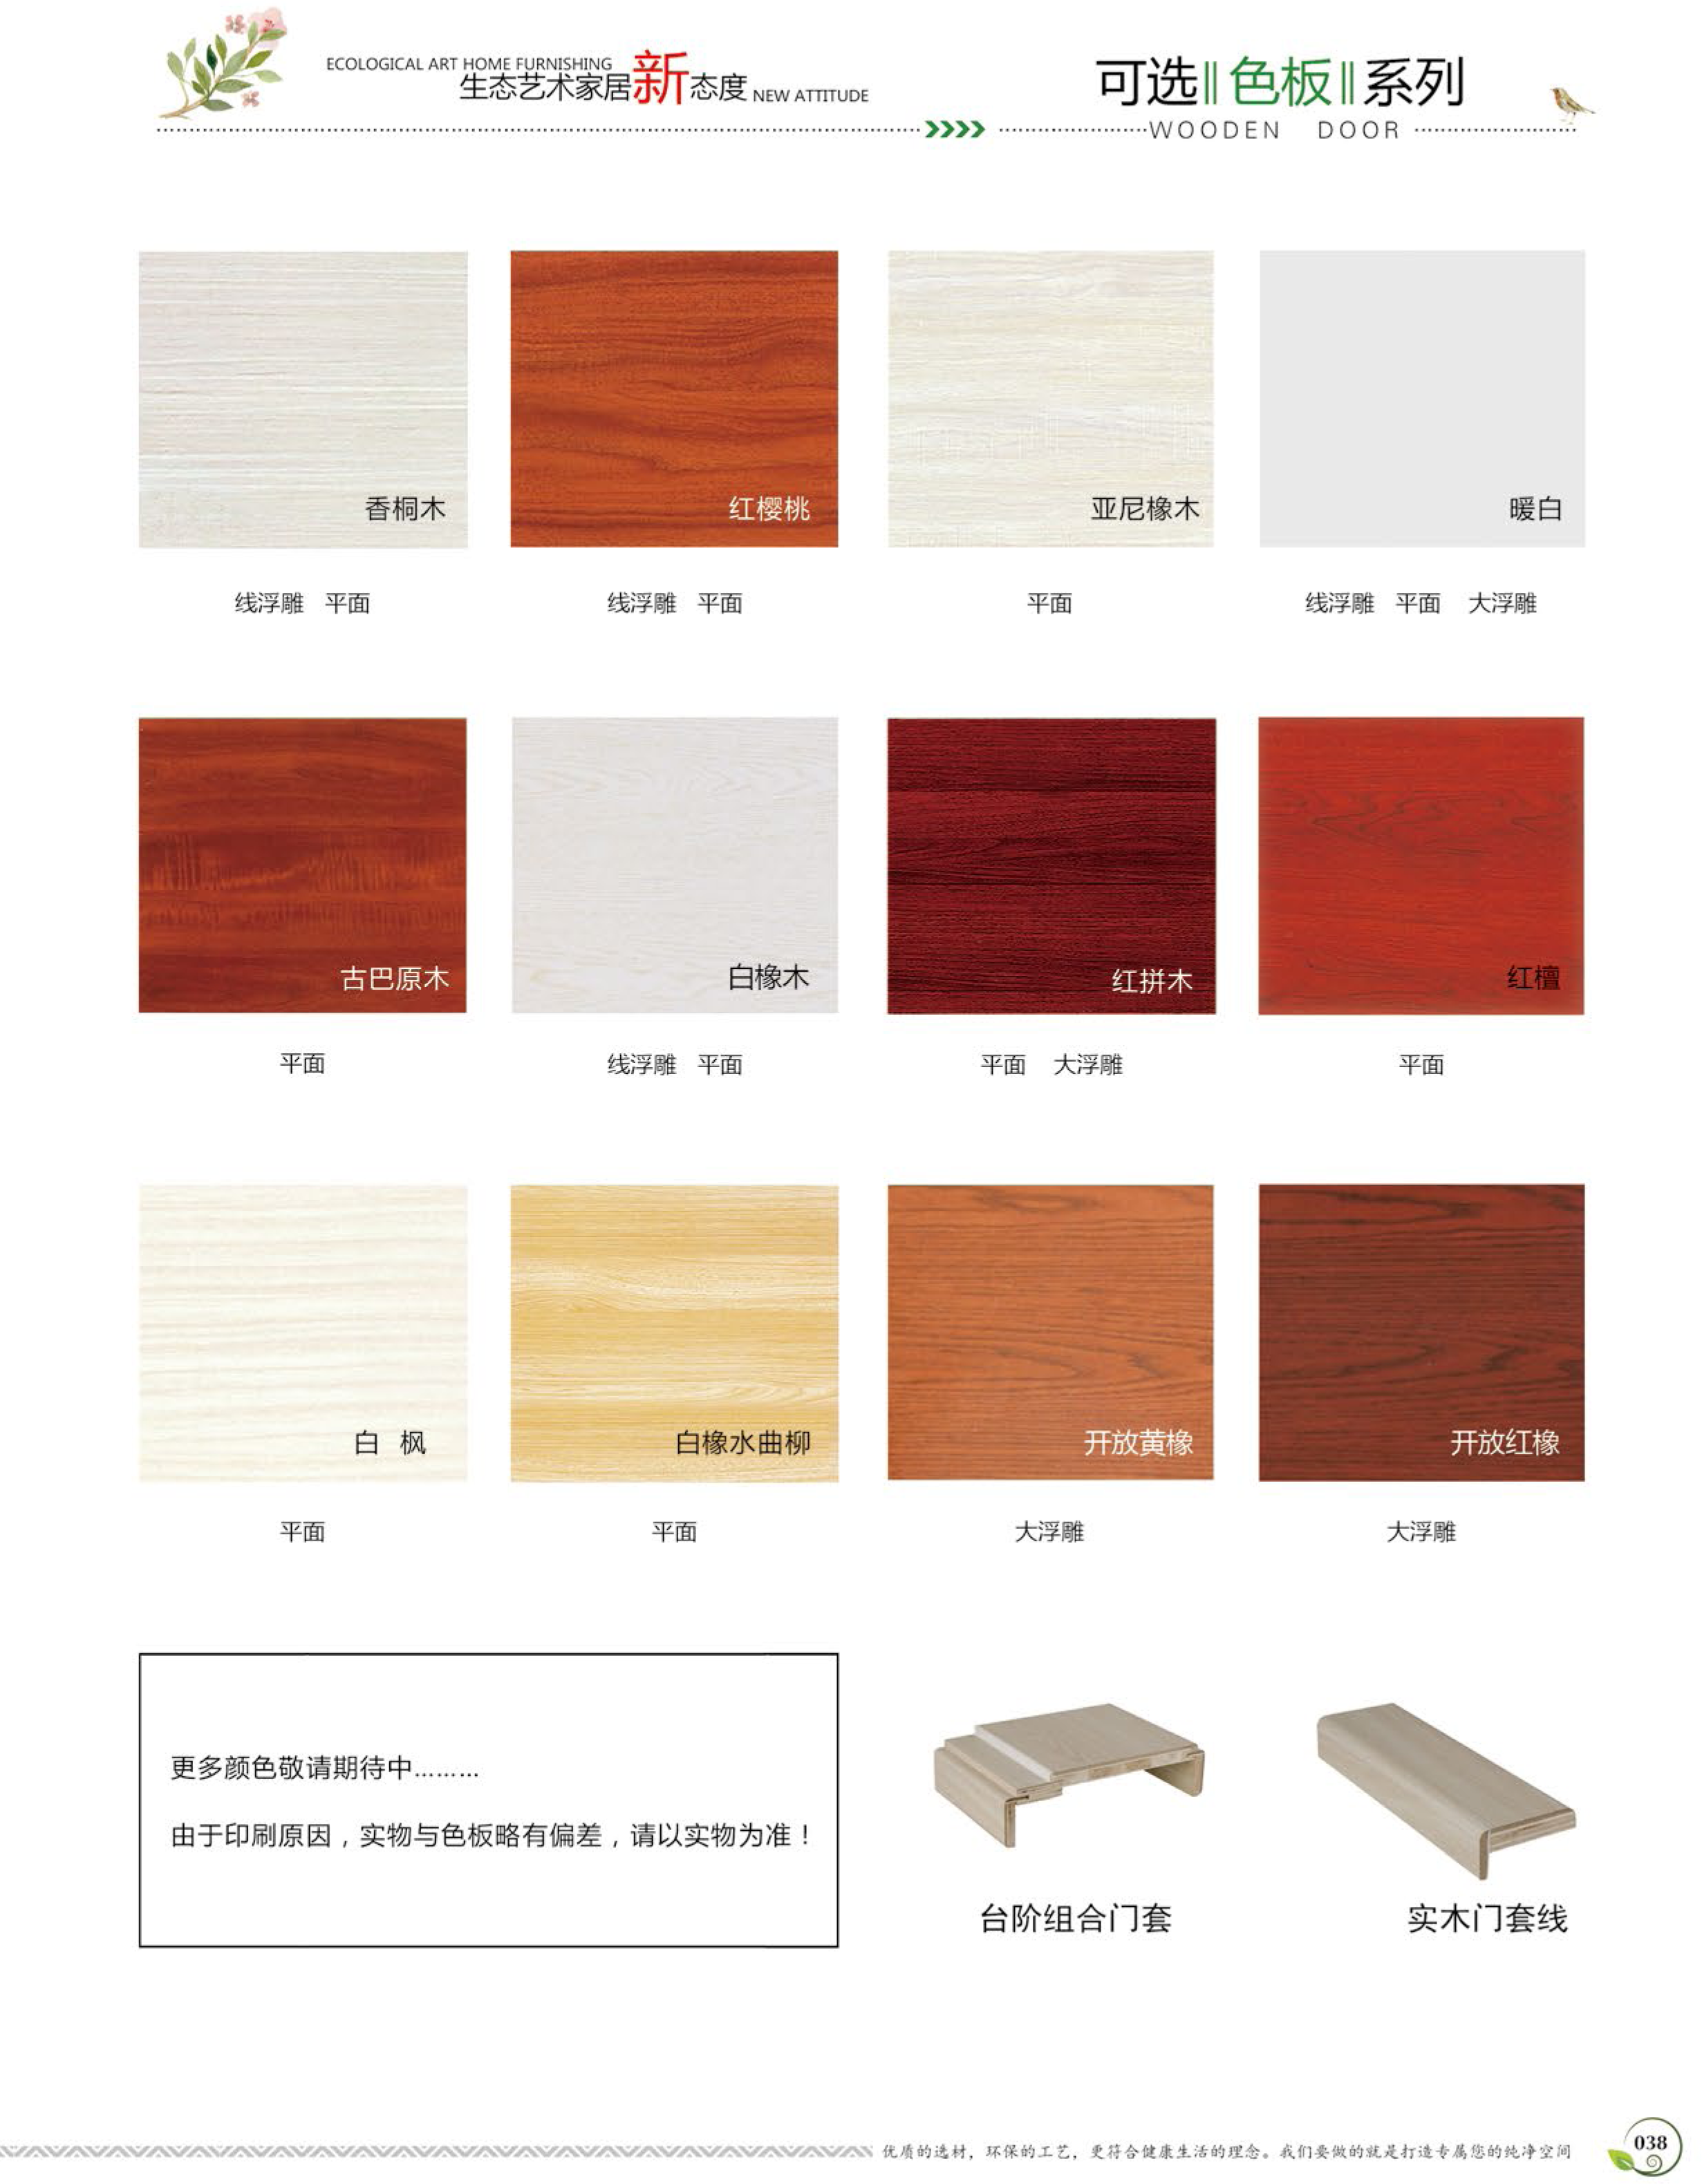 ECOLOGICAL ART HOME FURNISHING
生态艺术家居新态度 NEW ATTITUDE
可选‖色板‖系列
WOODEN DOOR
香桐木
红樱桃
亚尼橡木
暖白
线浮雕 平面
线浮雕 平面
平面
线浮雕 平面 大浮雕
古巴原木
白橡木
红拼木
红檀
平面
线浮雕 平面
平面 大浮雕
平面
白 枫
白橡水曲柳
开放黄橡
开放红橡
平面
平面
大浮雕
大浮雕
更多颜色敬请期待中.........
由于印刷原因，实物与色板略有偏差，请以实物为准！
台阶组合门套
实木门套线
优质的选材，环保的工艺，更符合健康生活的理念。我们要做的就是打造专属您的纯净空间
038